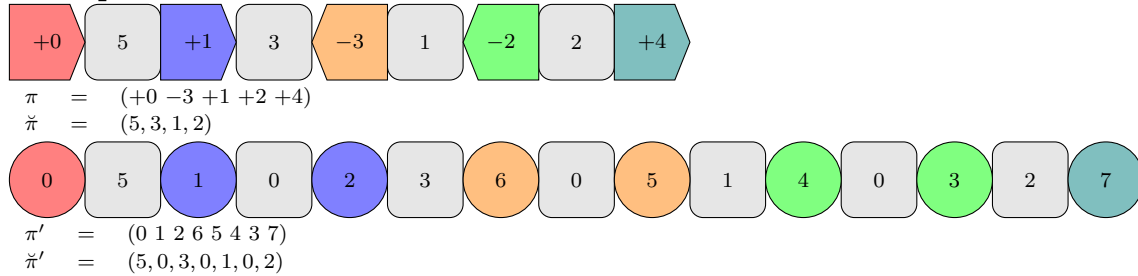 +0 5 +1 3 −3 1 −2 2 +4
π = (+0 −3 +1 +2 +4)
π̆ = (5, 3, 1, 2)
0 5 1 0 2 3 6 0 5 1 4 0 3 2 7
π′ = (0 1 2 6 5 4 3 7)
π̆′ = (5, 0, 3, 0, 1, 0, 2)